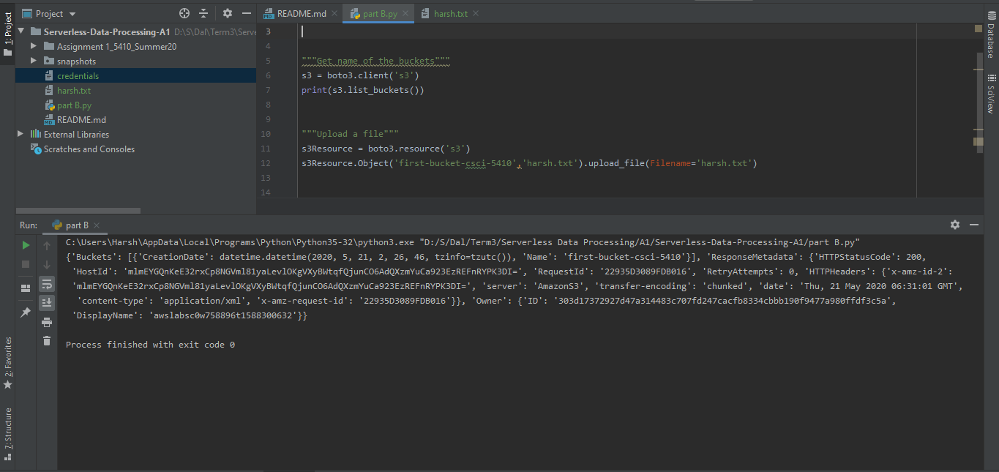 1: Project
Project
README.md
part B.py
harsh.txt
Serverless-Data-Processing-A1 D:\S\Dal\Term3\Serve
Assignment 1_5410_Summer20
snapshots
credentials
harsh.txt
part B.py
README.md
External Libraries
Scratches and Consoles
3
4
5 """Get name of the buckets"""
6 s3 = boto3.client('s3')
7 print(s3.list_buckets())
8
9
10 """Upload a file"""
11 s3Resource = boto3.resource('s3')
12 s3Resource.Object('first-bucket-csci-5410','harsh.txt').upload_file(Filename='harsh.txt')
13
14
Database
SciView
Run: part B
C:\Users\Harsh\AppData\Local\Programs\Python\Python35-32\python3.exe "D:/S/Dal/Term3/Serverless Data Processing/A1/Serverless-Data-Processing-A1/part B.py"
{'Buckets': [{'CreationDate': datetime.datetime(2020, 5, 21, 2, 26, 46, tzinfo=tzutc()), 'Name': 'first-bucket-csci-5410'}], 'ResponseMetadata': {'HTTPStatusCode': 200,
'HostId': 'mlmEYGQnKeE32rxCp8NGVml81yaLevlOKgVXyBWtqfQjunCO6AdQXzmYuCa923EzREFnRYPK3DI=', 'RequestId': '22935D3089FDB016', 'RetryAttempts': 0, 'HTTPHeaders': {'x-amz-id-2':
'mlmEYGQnKeE32rxCp8NGVml81yaLevlOKgVXyBWtqfQjunCO6AdQXzmYuCa923EzREFnRYPK3DI=', 'server': 'AmazonS3', 'transfer-encoding': 'chunked', 'date': 'Thu, 21 May 2020 06:31:01 GMT',
'content-type': 'application/xml', 'x-amz-request-id': '22935D3089FDB016'}}, 'Owner': {'ID': '303d17372927d47a314483c707fd247cacfb8334cbbb190f9477a980ffdf3c5a',
'DisplayName': 'awslabsc0w758896t1588300632'}}
Process finished with exit code 0
2: Favorites
7: Structure